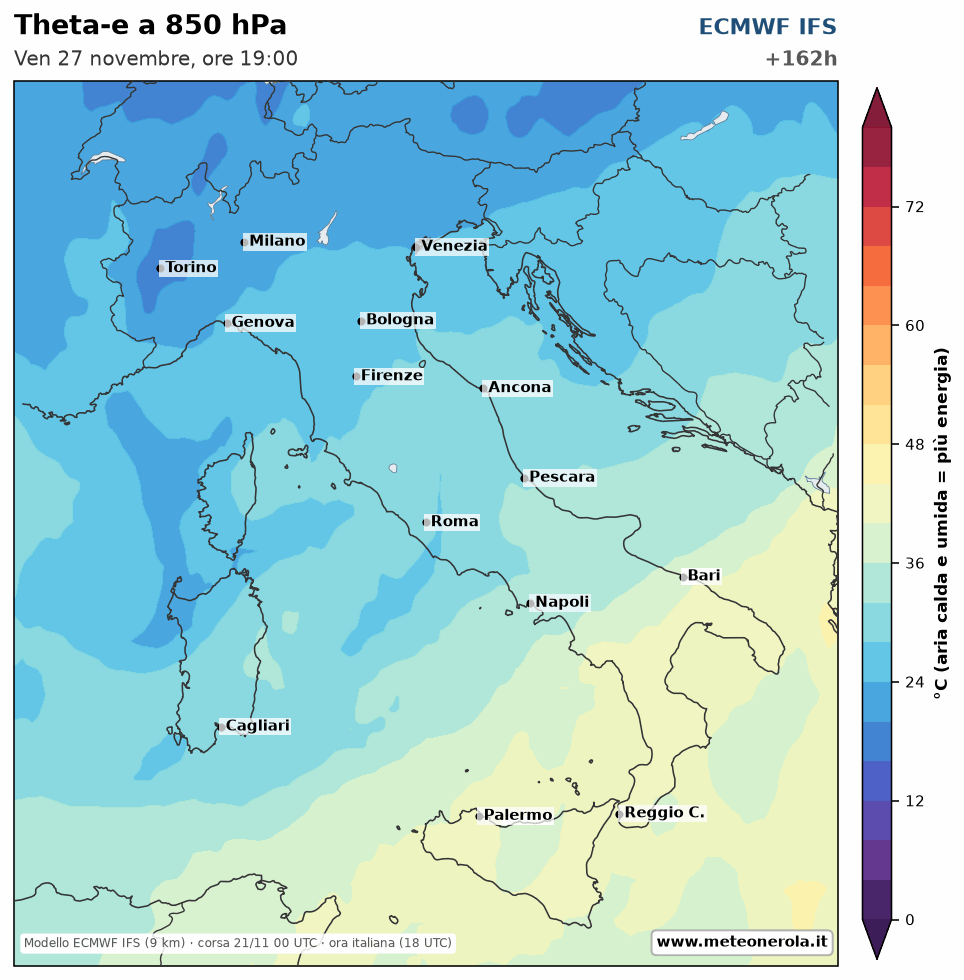 Theta-e a 850 hPa
ECMWF IFS
Ven 27 novembre, ore 19:00
+162h
Milano
Venezia
Torino
Genova
Bologna
Firenze
Ancona
Pescara
Roma
Bari
Napoli
Cagliari
Palermo
Reggio C.
72
60
48
36
24
12
0
°C (aria calda e umida = più energia)
Modello ECMWF IFS (9 km) · corsa 21/11 00 UTC · ora italiana (18 UTC)
www.meteonerola.it